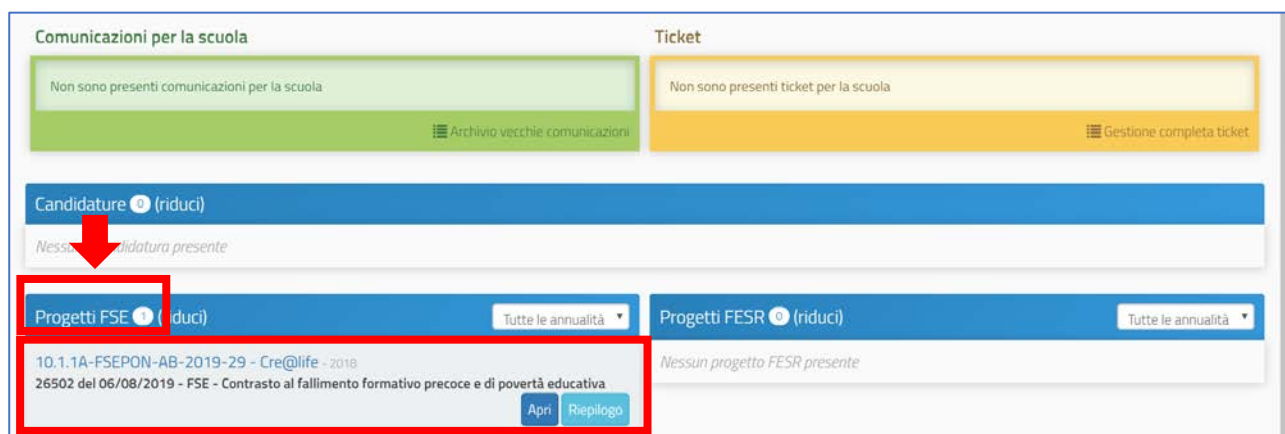 Comunicazioni per la scuola
Non sono presenti comunicazioni per la scuola
Archivio vecchie comunicazioni
Ticket
Non sono presenti ticket per la scuola
Gestione completa ticket
Candidature 0 (riduci)
presente
Progetti FSE 1 (riduci)
Tutte le annualità
10.1.1A-FSEPON-AB-2019-29 - Cre@life - 2018
26502 del 06/08/2019 - FSE - Contrasto al fallimento formativo precoce e di povertà educativa
Apri Riepilogo
Progetti FESR 0 (riduci)
Tutte le annualità
Nessun progetto FESR presente